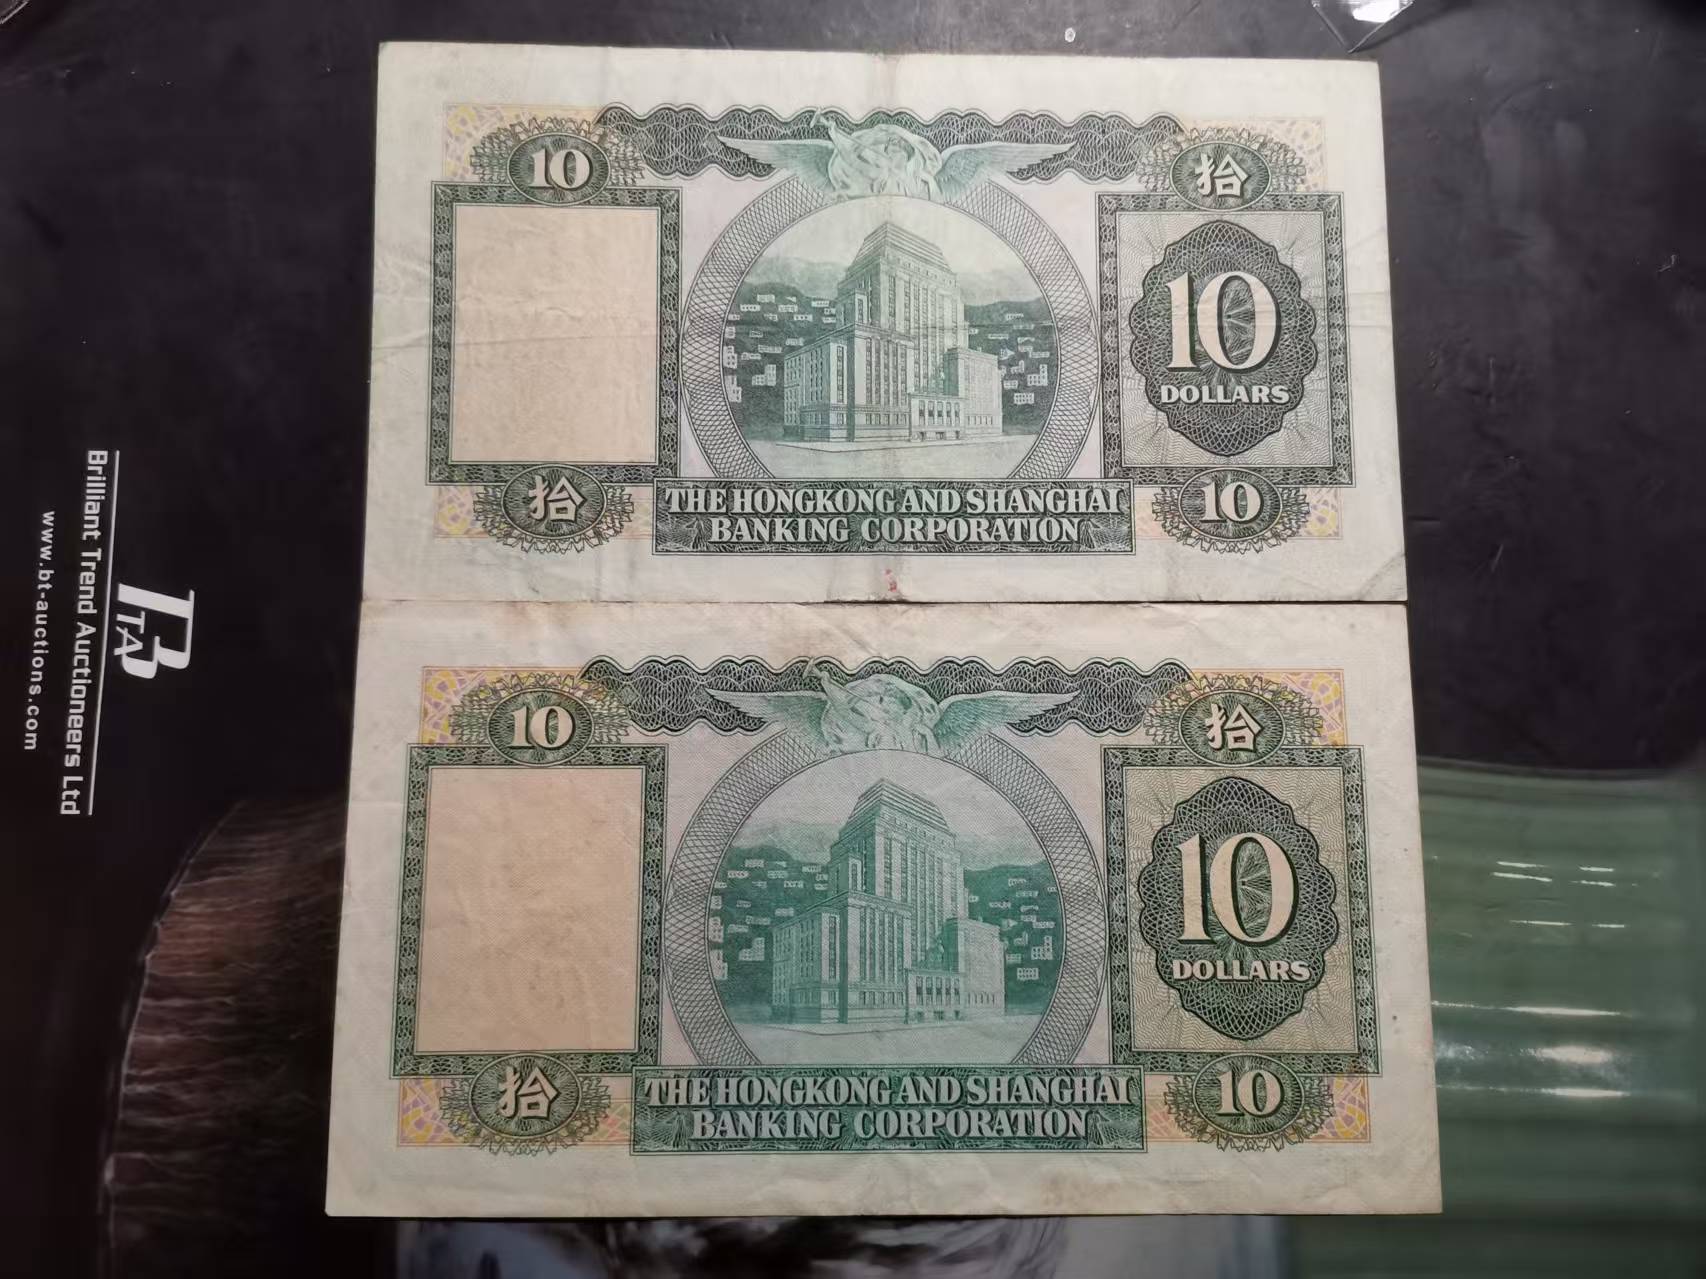 10
拾
10
DOLLARS
拾
THE HONGKONG AND SHANGHAI
BANKING CORPORATION
10
10
拾
10
DOLLARS
拾
THE HONGKONG AND SHANGHAI
BANKING CORPORATION
10
BTA
Brilliant Trend Auctioneers Ltd
www.bt-auctions.com